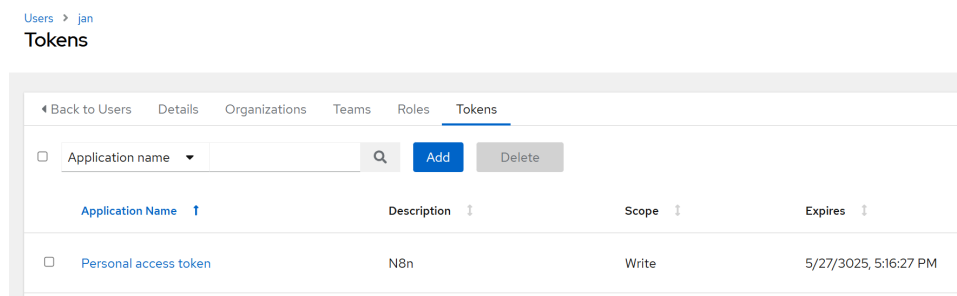 Users > jan
Tokens
Back to Users Details Organizations Teams Roles Tokens
Application name Add Delete
Application Name Description Scope Expires
Personal access token N8n Write 5/27/3025, 5:16:27 PM